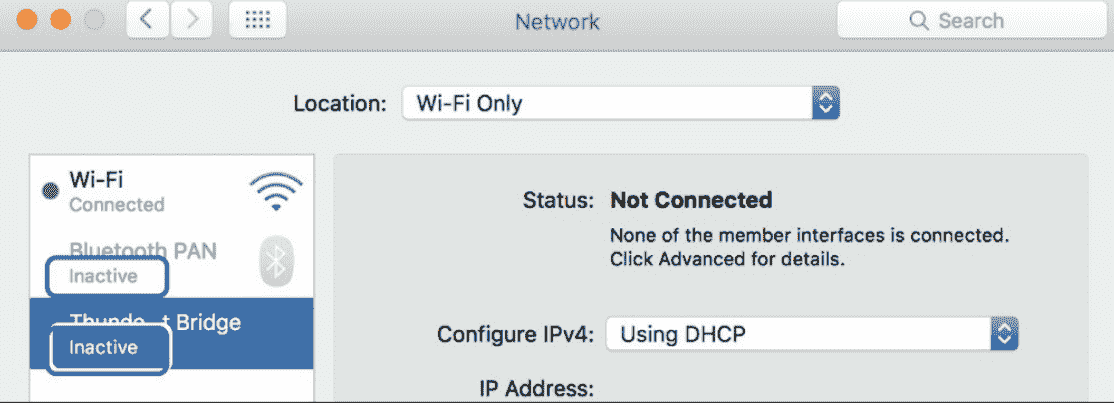 Network
Search
Location: Wi-Fi Only
Wi-Fi
Connected
Bluetooth PAN
Inactive
Bridge
Inactive
Status: Not Connected
None of the member interfaces is connected.
Click Advanced for details.
Configure IPv4: Using DHCP
IP Address: